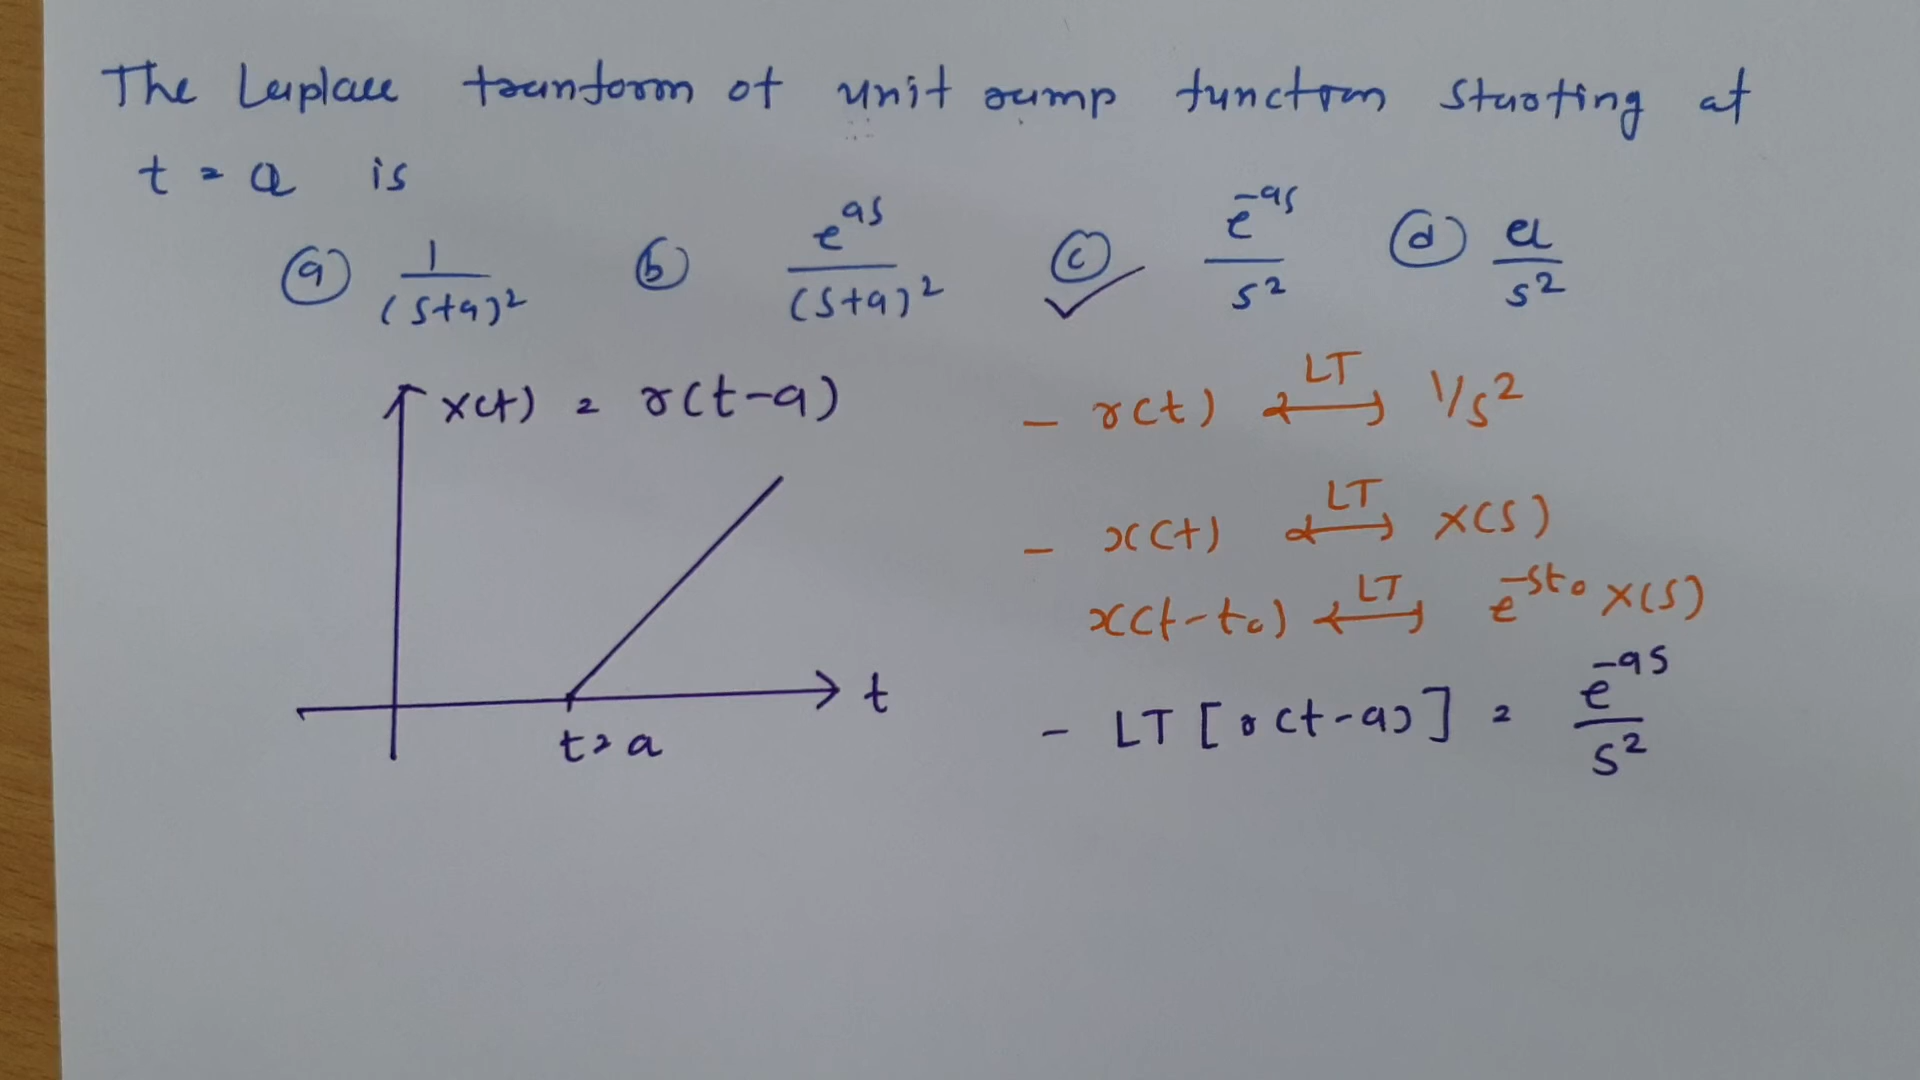 The Laplace tranform of unit ramp function starting at
t = a is
(a) 1/(s+a)² (b) e^as/(s+a)² (c) e^-as/s² (d) a/s²
x(t) = r(t-a)
t
t = a
- r(t) ⟷LT 1/s²
- x(t) ⟷LT X(s)
x(t-t₀) ⟷LT e^-st₀ X(s)
- LT [r(t-a)] = e^-as/s²